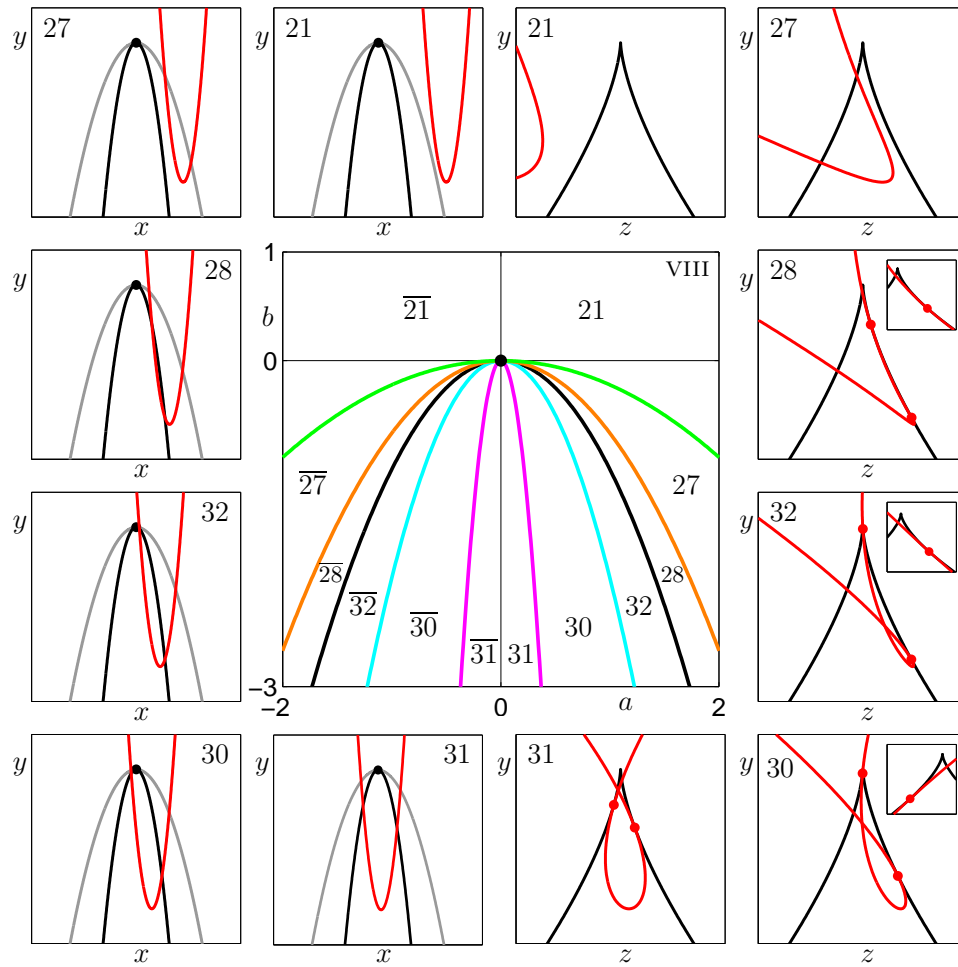 y 27 x
y 21 x
y 21 z
y 27 z
y 28 x
1 VIII
b $\overline{21}$ 21
0
$\overline{27}$ 27
$\overline{28}$ 28
$\overline{32}$ 32
$\overline{30}$ 30
$\overline{31}$ 31
−3
−2 0 a 2
y 28 z
y 32 x
y 32 z
y 30 x
y 31 x
y 31 z
y 30 z